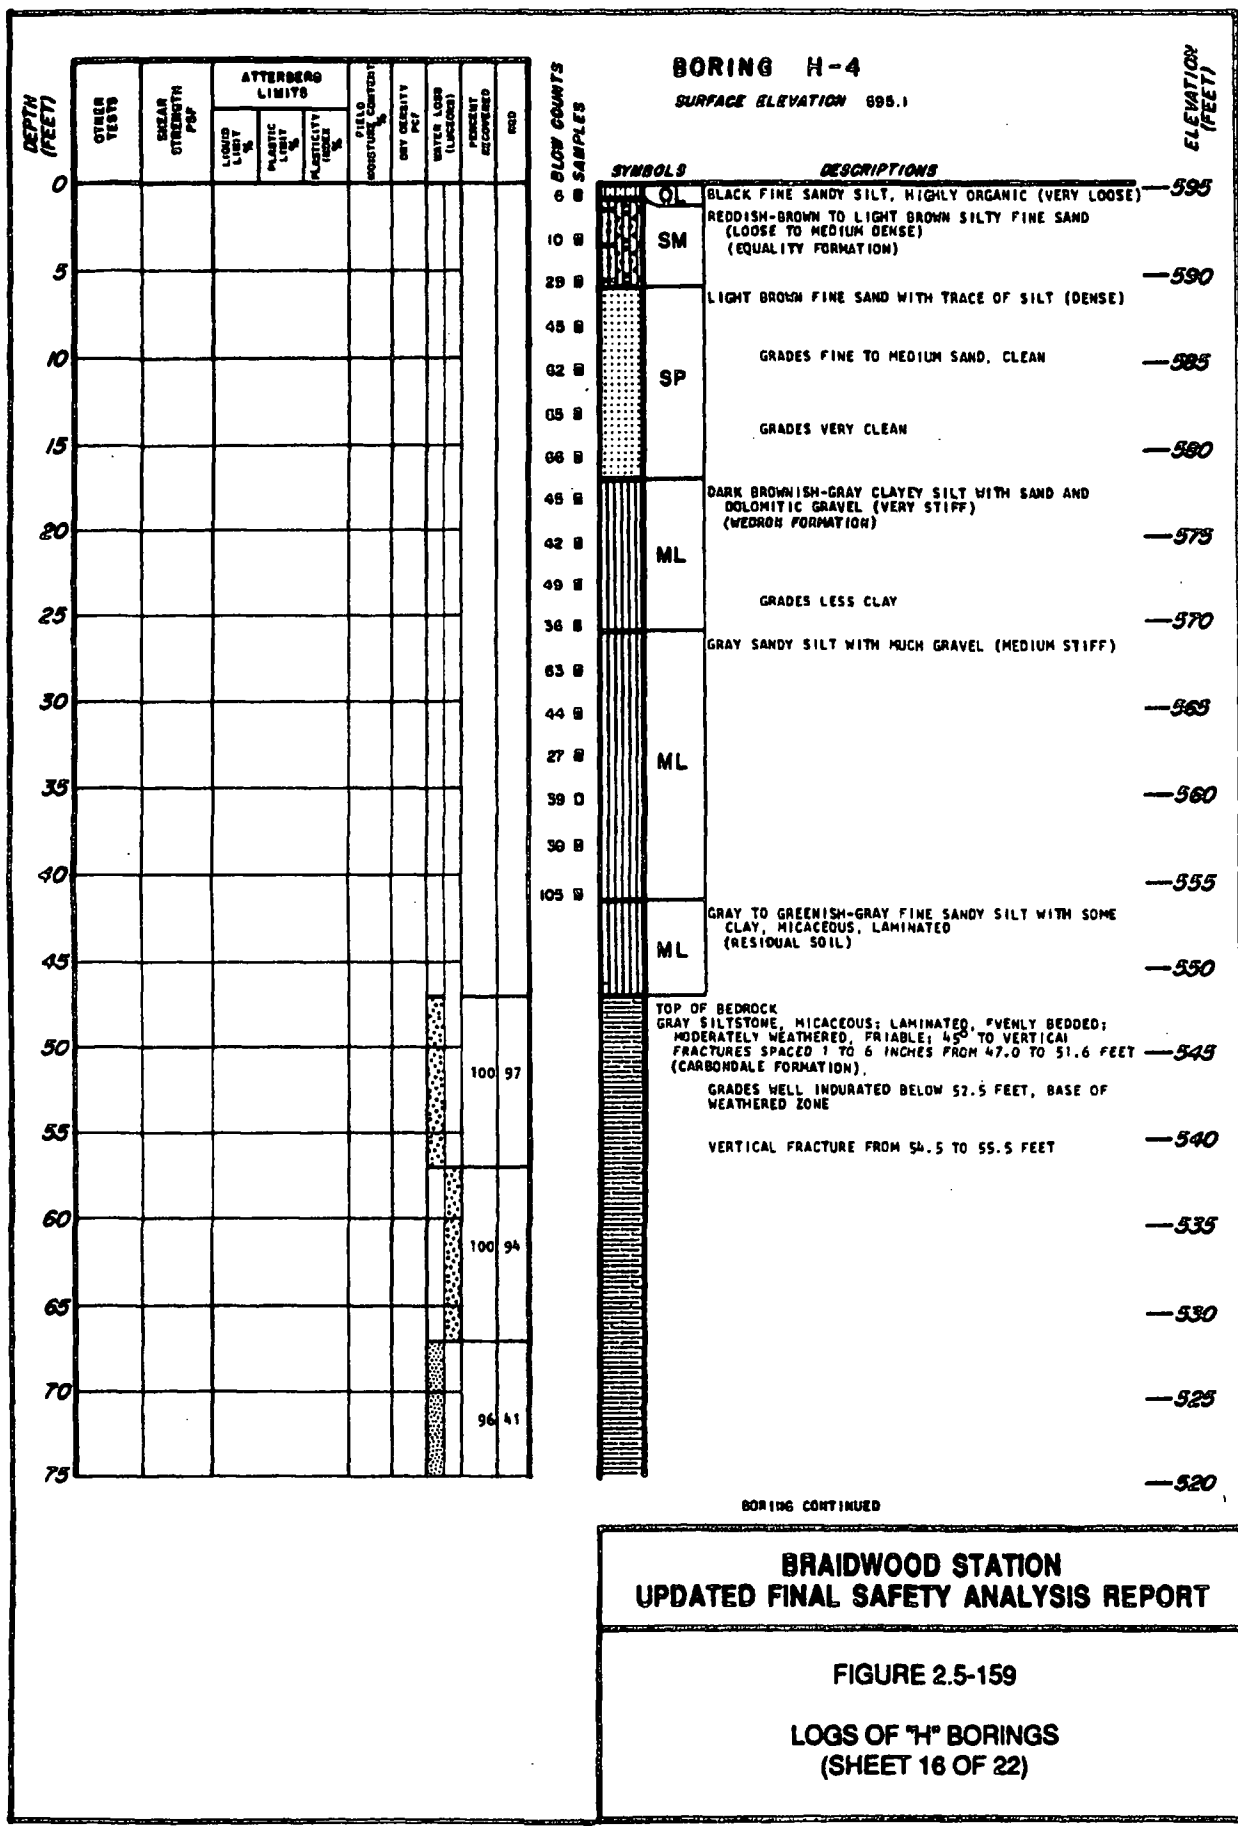 BORING H-4
SURFACE ELEVATION 595.1
DEPTH (FEET)
OTHER TESTS
SHEAR STRENGTH PSF
ATTERBERG LIMITS
LIQUID LIMIT %
PLASTIC LIMIT %
PLASTICITY INDEX %
FIELD MOISTURE CONTENT %
DRY DENSITY PCF
WATER LOSS (LUGEONS)
PERCENT RECOVERED
RQD
BLOW COUNTS
SAMPLES
SYMBOLS
DESCRIPTIONS
ELEVATION (FEET)
0
5
10
15
20
25
30
35
40
45
50
55
60
65
70
75
100 97
100 94
96 41
6
10
29
45
62
65
66
45
42
49
36
63
44
27
39
39
105
OL
BLACK FINE SANDY SILT, HIGHLY ORGANIC (VERY LOOSE)
SM
REDDISH-BROWN TO LIGHT BROWN SILTY FINE SAND
(LOOSE TO MEDIUM DENSE)
(EQUALITY FORMATION)
LIGHT BROWN FINE SAND WITH TRACE OF SILT (DENSE)
GRADES FINE TO MEDIUM SAND, CLEAN
SP
GRADES VERY CLEAN
DARK BROWNISH-GRAY CLAYEY SILT WITH SAND AND
DOLOMITIC GRAVEL (VERY STIFF)
(WEDRON FORMATION)
ML
GRADES LESS CLAY
GRAY SANDY SILT WITH MUCH GRAVEL (MEDIUM STIFF)
ML
GRAY TO GREENISH-GRAY FINE SANDY SILT WITH SOME
CLAY, MICACEOUS, LAMINATED
(RESIDUAL SOIL)
ML
TOP OF BEDROCK
GRAY SILTSTONE, MICACEOUS; LAMINATED, EVENLY BEDDED;
MODERATELY WEATHERED, FRIABLE; 45° TO VERTICAL
FRACTURES SPACED 1 TO 6 INCHES FROM 47.0 TO 51.6 FEET
(CARBONDALE FORMATION),
GRADES WELL INDURATED BELOW 52.5 FEET, BASE OF
WEATHERED ZONE
VERTICAL FRACTURE FROM 54.5 TO 55.5 FEET
595
590
585
580
575
570
565
560
555
550
545
540
535
530
525
520
BORING CONTINUED
BRAIDWOOD STATION
UPDATED FINAL SAFETY ANALYSIS REPORT
FIGURE 2.5-159
LOGS OF "H" BORINGS
(SHEET 16 OF 22)